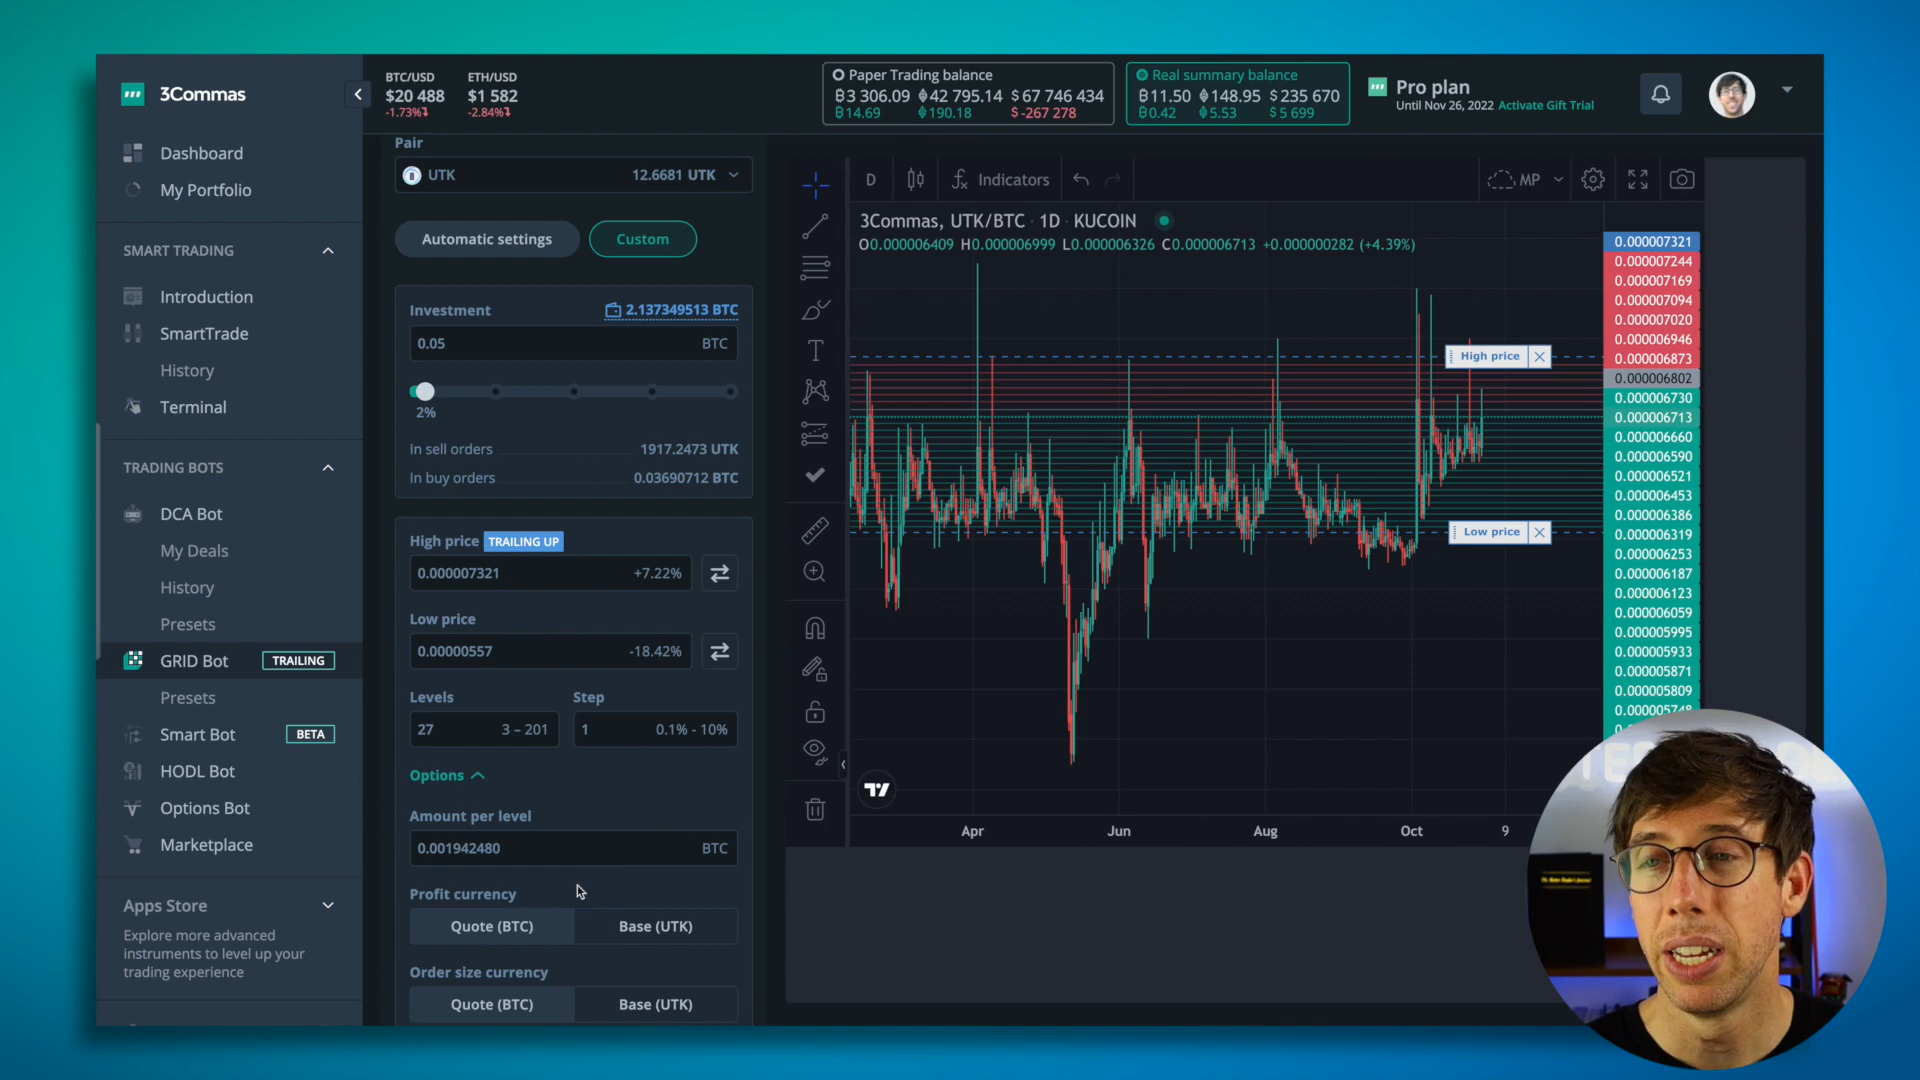 3Commas
BTC/USD
$20 488
-1.73%
ETH/USD
$1 582
-2.84%
Paper Trading balance
3 306.09 42 795.14 $ 67 746 434
14.69 190.18 $ -267 278
Real summary balance
11.50 148.95 $ 235 670
0.42 5.53 $ 5 699
Pro plan
Until Nov 26, 2022 Activate Gift Trial
Dashboard
My Portfolio
SMART TRADING
Introduction
SmartTrade
History
Terminal
TRADING BOTS
DCA Bot
My Deals
History
Presets
GRID Bot TRAILING
Presets
Smart Bot BETA
HODL Bot
Options Bot
Marketplace
Apps Store
Explore more advanced
instruments to level up your
trading experience
Pair
UTK 12.6681 UTK
Automatic settings Custom
Investment 2.137349513 BTC
0.05 BTC
2%
In sell orders 1917.2473 UTK
In buy orders 0.03690712 BTC
High price TRAILING UP
0.000007321 +7.22%
Low price
0.00000557 -18.42%
Levels Step
27 3 – 201 1 0.1% - 10%
Options
Amount per level
0.001942480 BTC
Profit currency
Quote (BTC) Base (UTK)
Order size currency
Quote (BTC) Base (UTK)
D Indicators MP
3Commas, UTK/BTC · 1D · KUCOIN
O0.000006409 H0.000006999 L0.000006326 C0.000006713 +0.000000282 (+4.39%)
High price
Low price
0.000007321
0.000007244
0.000007169
0.000007094
0.000007020
0.000006946
0.000006873
0.000006802
0.000006730
0.000006713
0.000006660
0.000006590
0.000006521
0.000006453
0.000006386
0.000006319
0.000006253
0.000006187
0.000006123
0.000006059
0.000005995
0.000005933
0.000005871
0.000005809
0.000005748
Apr Jun Aug Oct 9